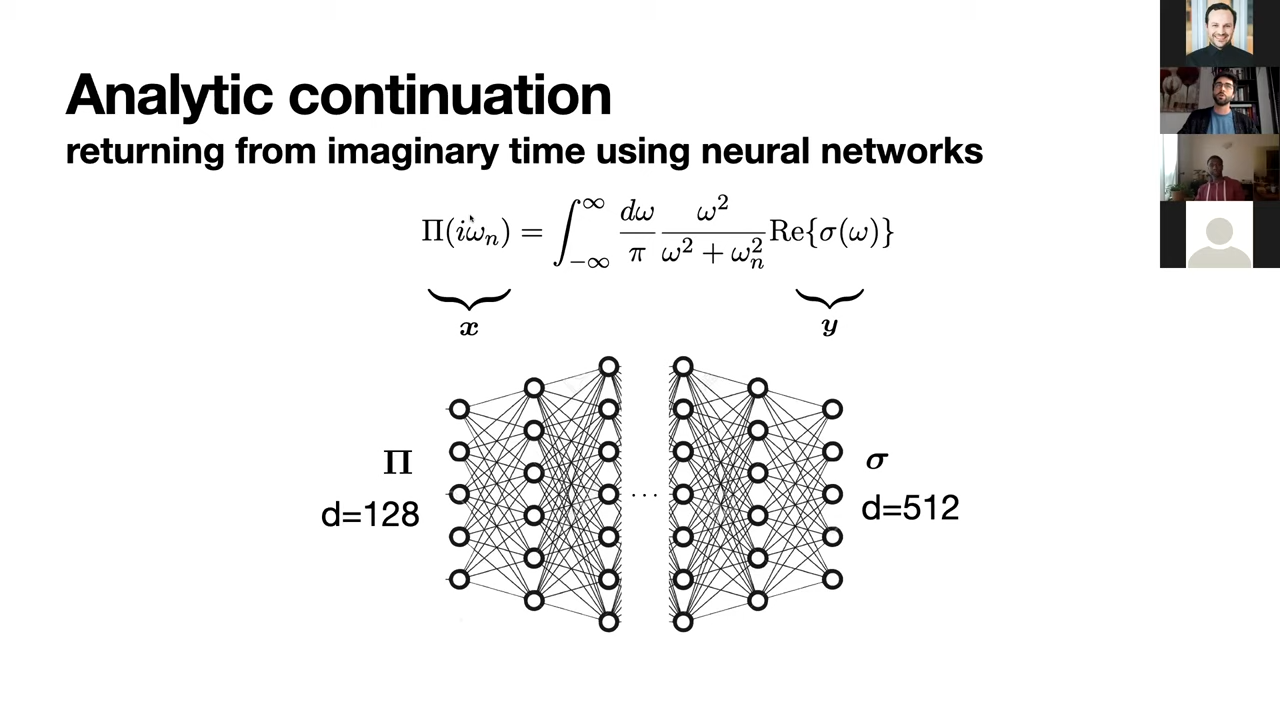 Analytic continuation
returning from imaginary time using neural networks
Π(iω_n) = ∫_{-∞}^{∞} dω/π ω²/(ω² + ω_n²) Re{σ(ω)}
x y
Π σ
d=128 d=512
...